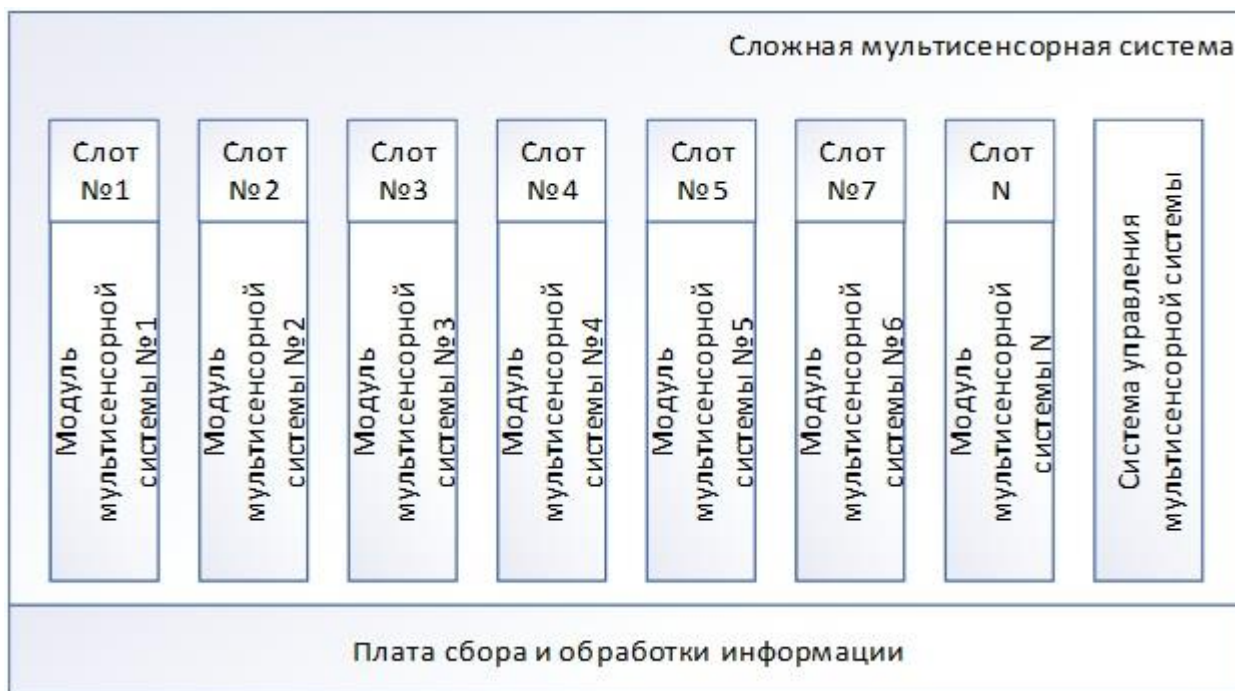 Сложная мультисенсорная система
Слот
№1
Модуль
мультисенсорной
системы №1
Слот
№2
Модуль
мультисенсорной
системы №2
Слот
№3
Модуль
мультисенсорной
системы №3
Слот
№4
Модуль
мультисенсорной
системы №4
Слот
№5
Модуль
мультисенсорной
системы №5
Слот
№7
Модуль
мультисенсорной
системы №6
Слот
N
Модуль
мультисенсорной
системы N
Система управления
мультисенсорной системы
Плата сбора и обработки информации